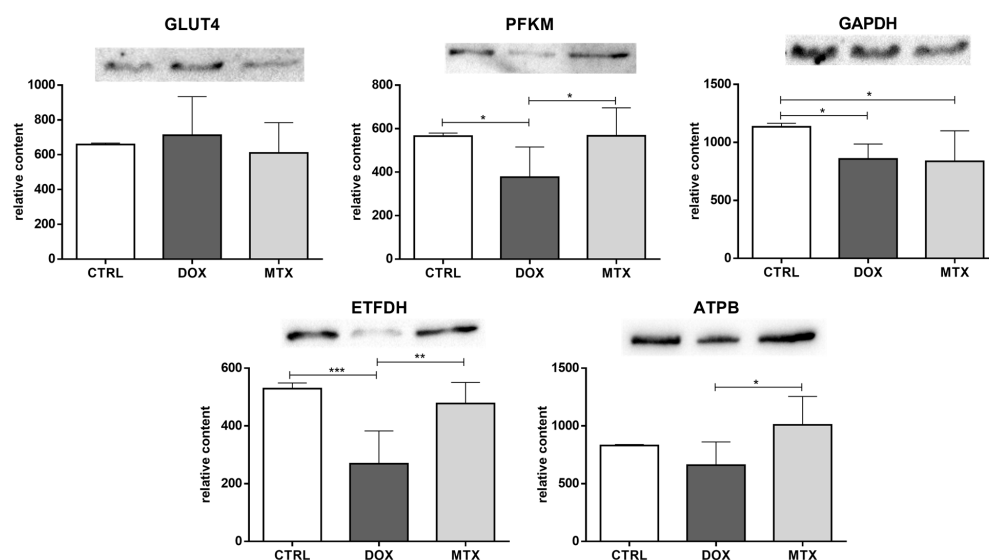 GLUT4
relative content
1000
800
600
400
200
0
CTRL DOX MTX
PFKM
relative content
800
600
400
200
0
*
*
CTRL DOX MTX
GAPDH
relative content
1500
1000
500
0
*
*
CTRL DOX MTX
ETFDH
relative content
600
400
200
0
***
**
CTRL DOX MTX
ATPB
relative content
1500
1000
500
0
*
CTRL DOX MTX